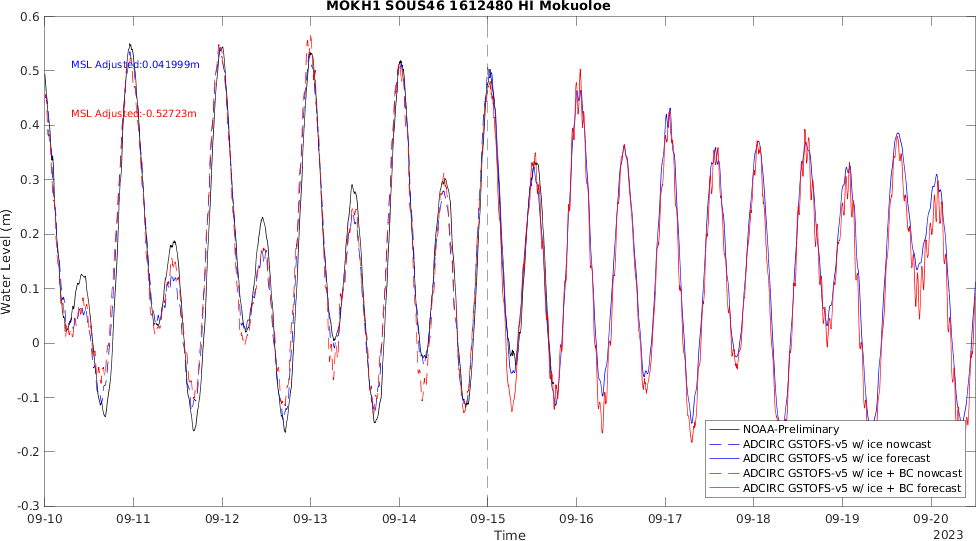 MOKH1 SOUS46 1612480 HI Mokuoloe
0.6
0.5
0.4
0.3
0.2
0.1
0
-0.1
-0.2
-0.3
Water Level (m)
MSL Adjusted:0.041999m
MSL Adjusted:-0.52723m
NOAA-Preliminary
ADCIRC GSTOFS-v5 w/ ice nowcast
ADCIRC GSTOFS-v5 w/ ice forecast
ADCIRC GSTOFS-v5 w/ ice + BC nowcast
ADCIRC GSTOFS-v5 w/ ice + BC forecast
09-10 09-11 09-12 09-13 09-14 09-15 09-16 09-17 09-18 09-19 09-20
Time
2023